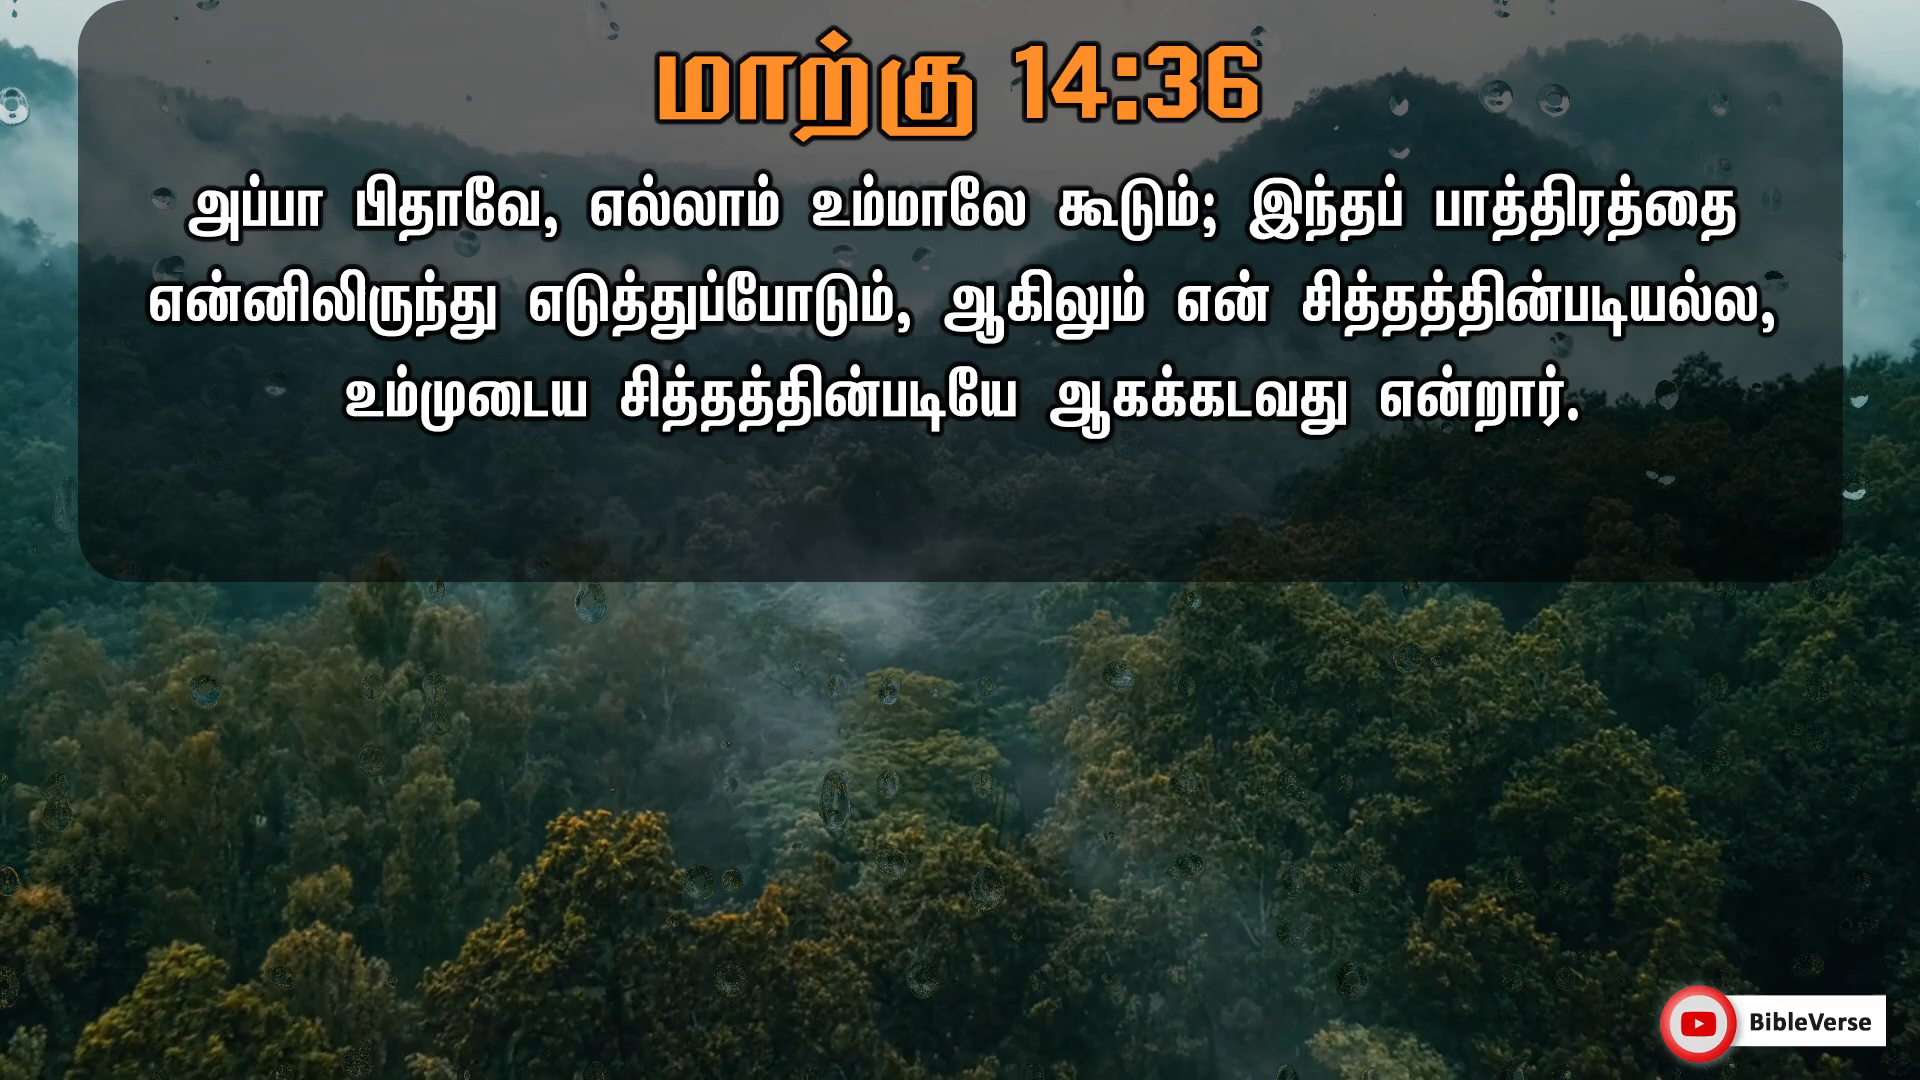 மாற்கு 14:36
அப்பா பிதாவே, எல்லாம் உம்மாலே கூடும்; இந்தப் பாத்திரத்தை
என்னிலிருந்து எடுத்துப்போடும், ஆகிலும் என் சித்தத்தின்படியல்ல,
உம்முடைய சித்தத்தின்படியே ஆகக்கடவது என்றார்.
BibleVerse